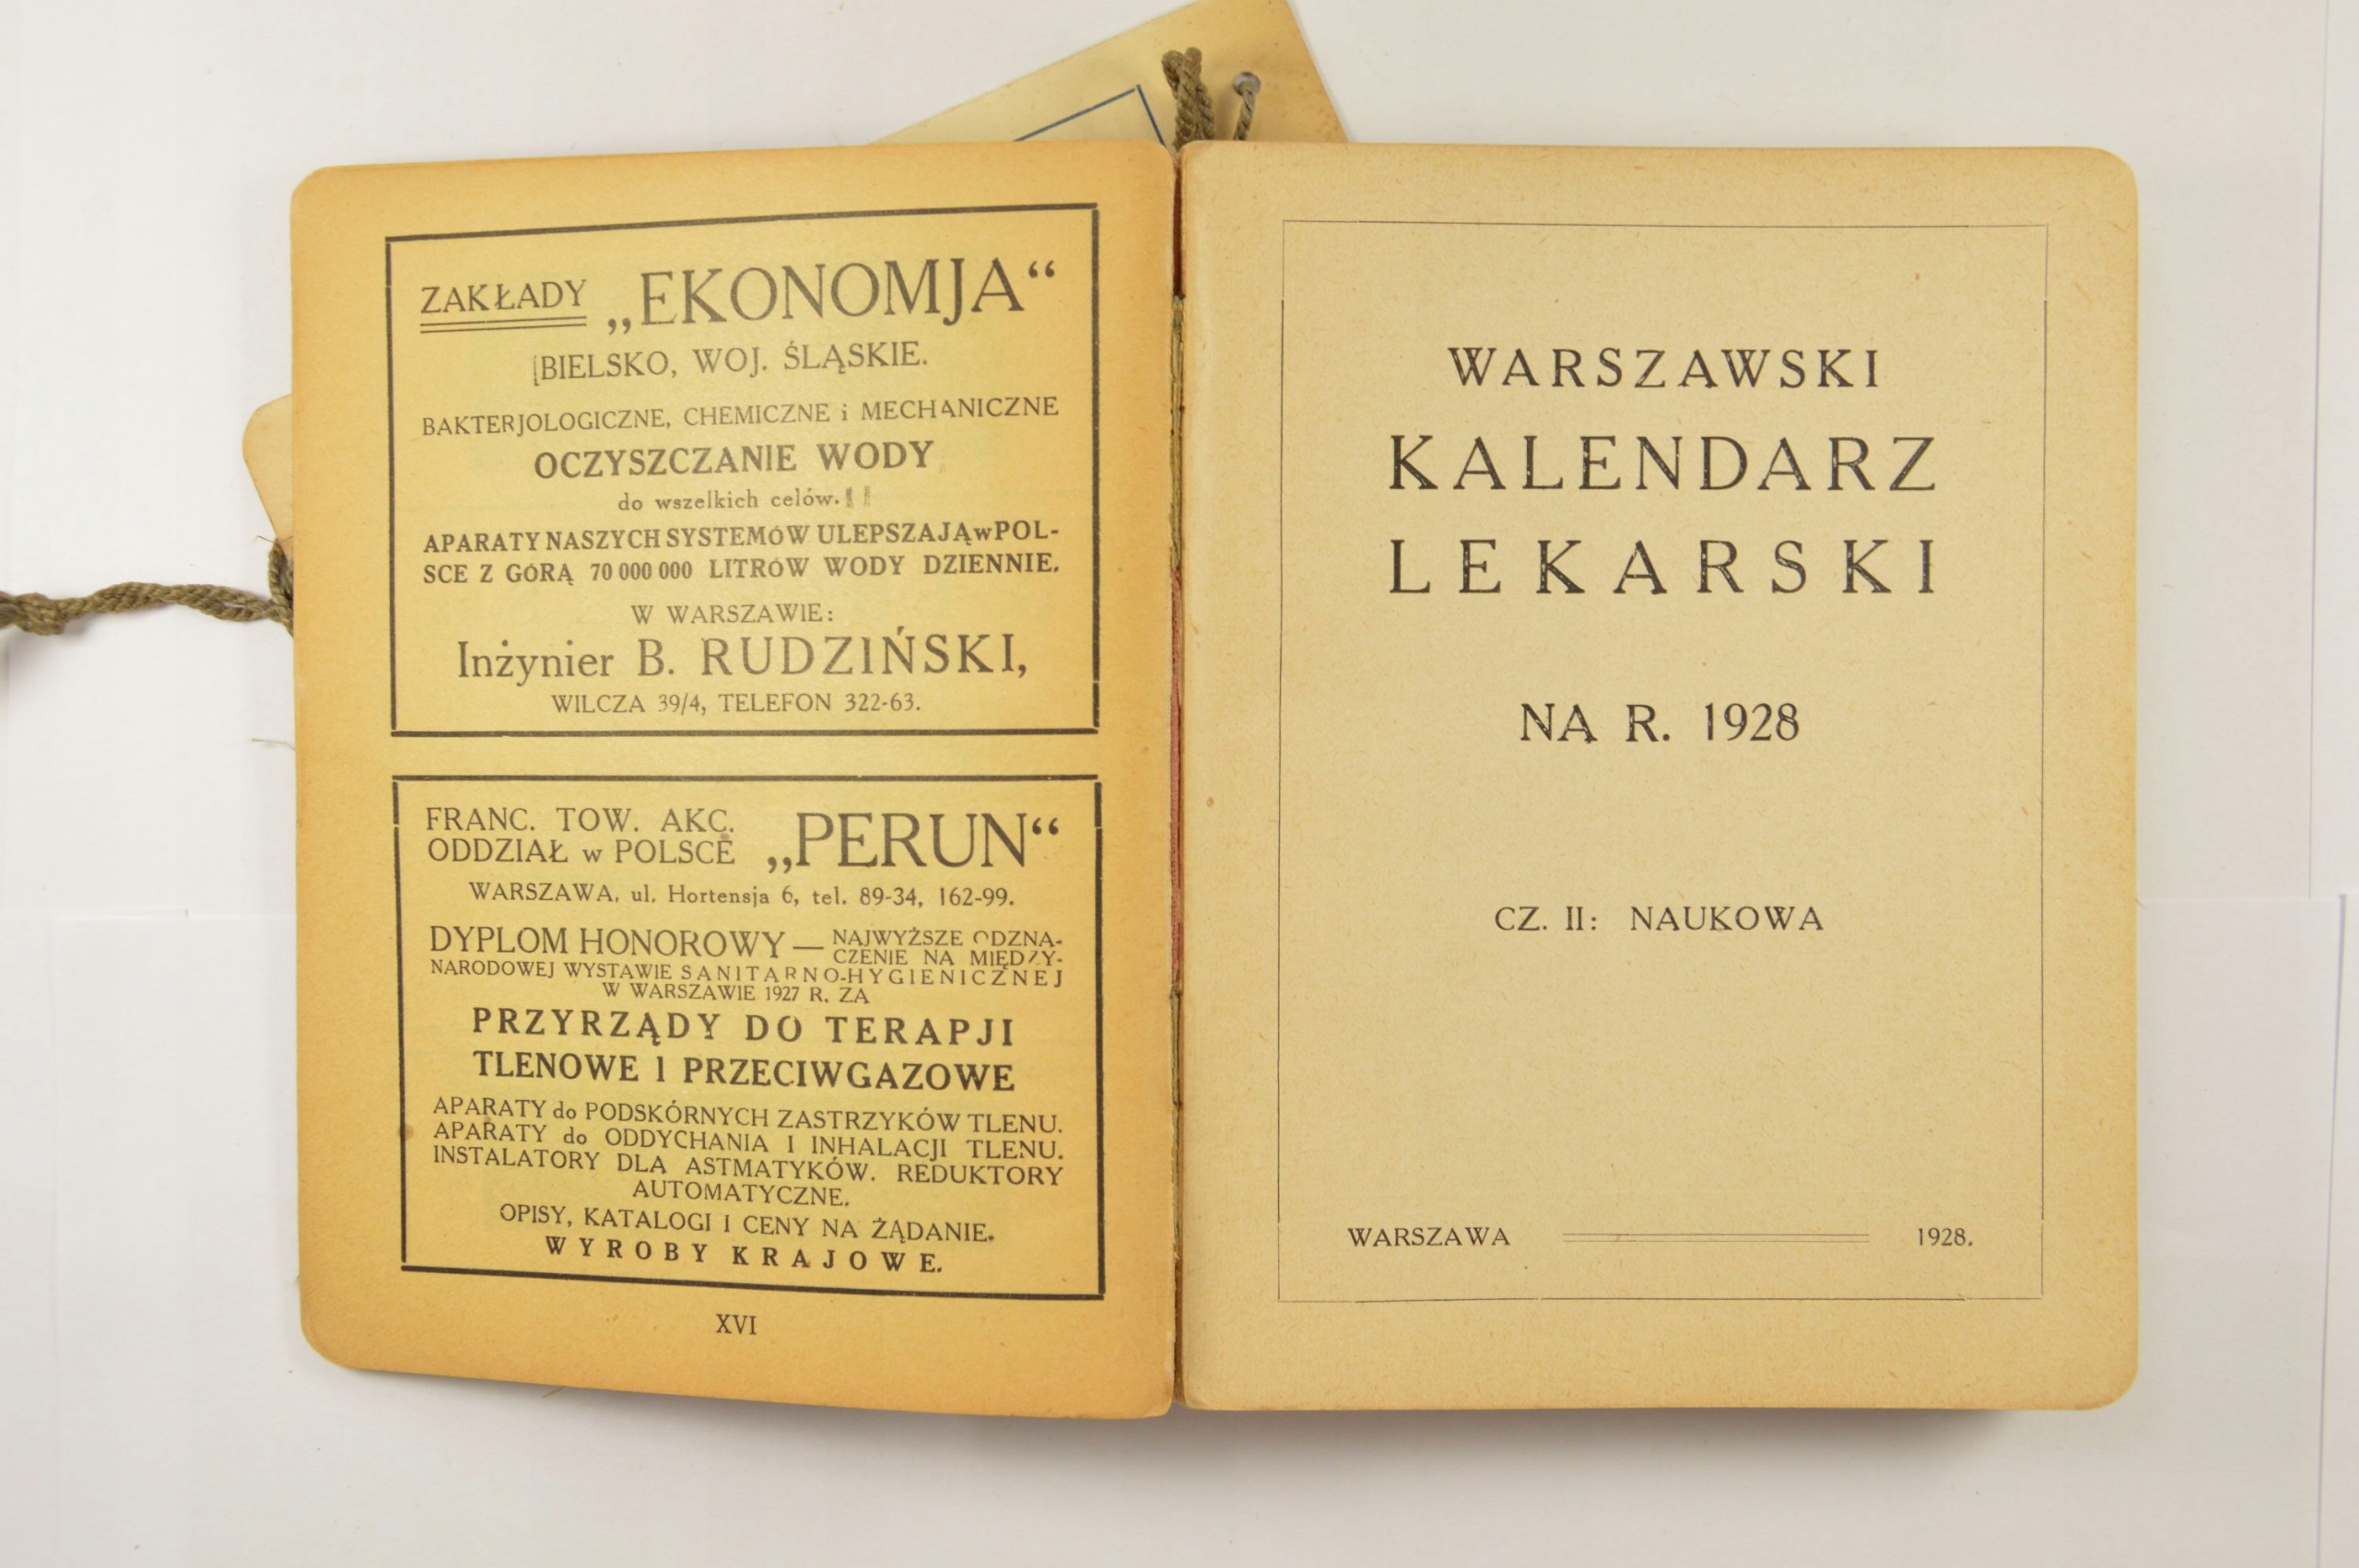 ZAKŁADY „EKONOMJA“
BIELSKO, WOJ. ŚLĄSKIE.
BAKTERJOLOGICZNE, CHEMICZNE i MECHANICZNE
OCZYSZCZANIE WODY
do wszelkich celów.
APARATY NASZYCH SYSTEMÓW ULEPSZAJĄ w POL-
SCE Z GÓRĄ 70 000 000 LITRÓW WODY DZIENNIE.
W WARSZAWIE:
Inżynier B. RUDZIŃSKI,
WILCZA 39/4, TELEFON 322-63.
FRANC. TOW. AKC.
ODDZIAŁ w POLSCE
„PERUN“
WARSZAWA, ul. Hortensja 6, tel. 89-34, 162-99.
DYPLOM HONOROWY — NAJWYŻSZE ODZNA-
CZENIE NA MIĘDZY-
NARODOWEJ WYSTAWIE SANITARNO-HYGIENICZNEJ
W WARSZAWIE 1927 R. ZA
PRZYRZĄDY DO TERAPJI
TLENOWE I PRZECIWGAZOWE
APARATY do PODSKÓRNYCH ZASTRZYKÓW TLENU.
APARATY do ODDYCHANIA I INHALACJI TLENU.
INSTALATORY DLA ASTMATYKÓW. REDUKTORY
AUTOMATYCZNE.
OPISY, KATALOGI I CENY NA ŻĄDANIE.
WYROBY KRAJOWE.
XVI
WARSZAWSKI
KALENDARZ
LEKARSKI
NA R. 1928
CZ. II: NAUKOWA
WARSZAWA 1928.